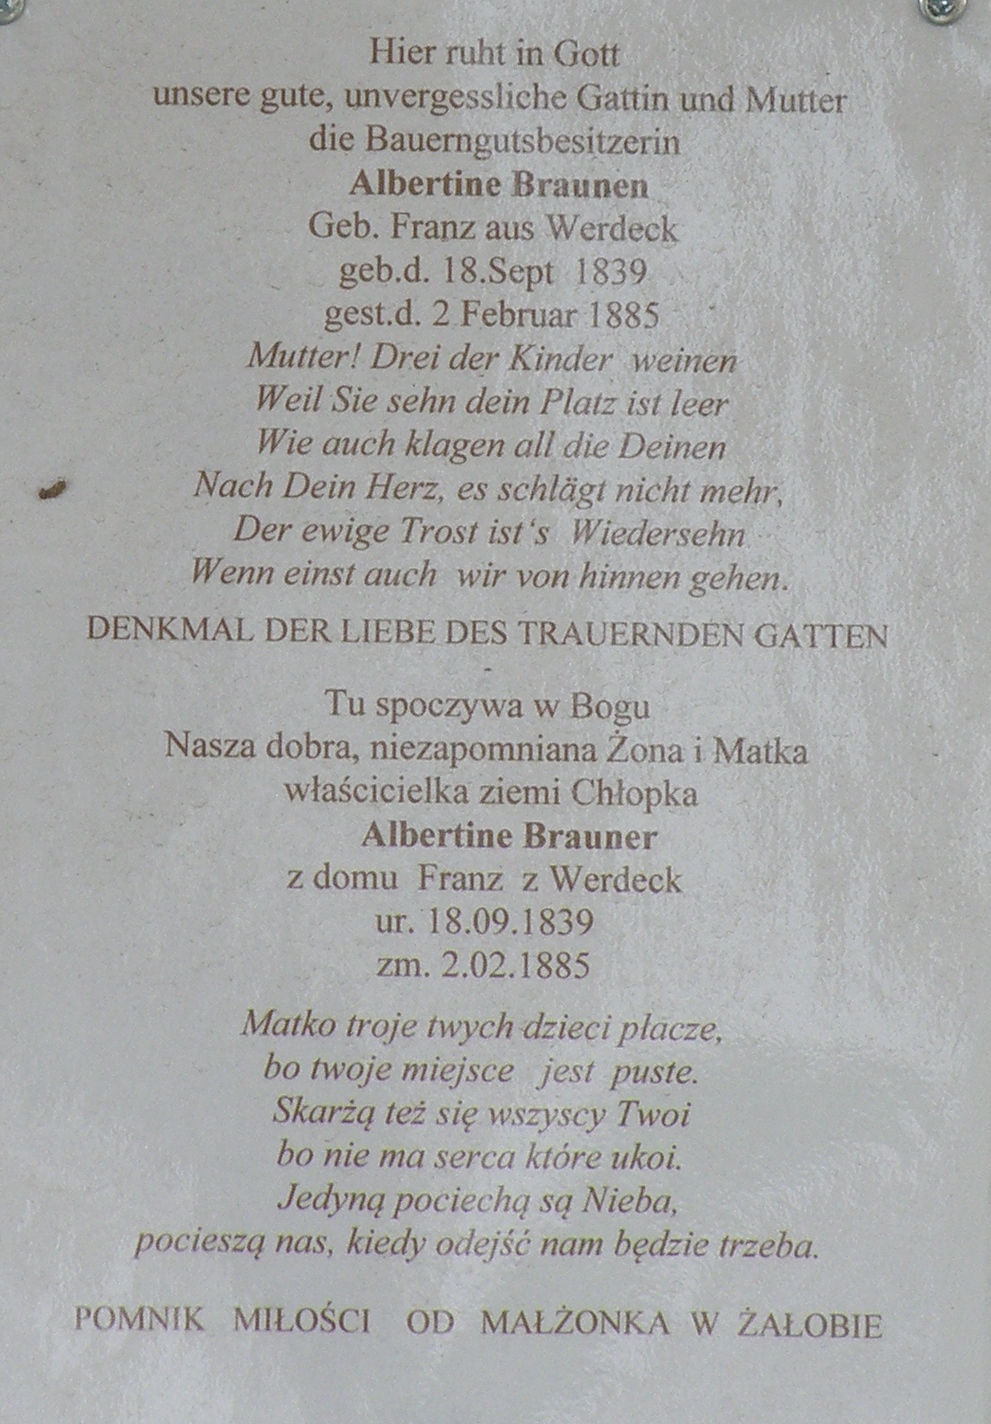 Hier ruht in Gott
unsere gute, unvergessliche Gattin und Mutter
die Bauerngutsbesitzerin
Albertine Braunen
Geb. Franz aus Werdeck
geb.d. 18.Sept 1839
gest.d. 2 Februar 1885
Mutter! Drei der Kinder weinen
Weil Sie sehn dein Platz ist leer
Wie auch klagen all die Deinen
Nach Dein Herz, es schlägt nicht mehr,
Der ewige Trost ist‘s Wiedersehn
Wenn einst auch wir von hinnen gehen.
DENKMAL DER LIEBE DES TRAUERNDEN GATTEN
-
Tu spoczywa w Bogu
Nasza dobra, niezapomniana Żona i Matka
właścicielka ziemi Chłopka
Albertine Brauner
z domu Franz z Werdeck
ur. 18.09.1839
zm. 2.02.1885
Matko troje twych dzieci płacze,
bo twoje miejsce jest puste.
Skarżą też się wszyscy Twoi
bo nie ma serca które ukoi.
Jedyną pociechą są Nieba,
pocieszą nas, kiedy odejść nam będzie trzeba.
POMNIK MIŁOŚCI OD MAŁŻONKA W ŻAŁOBIE